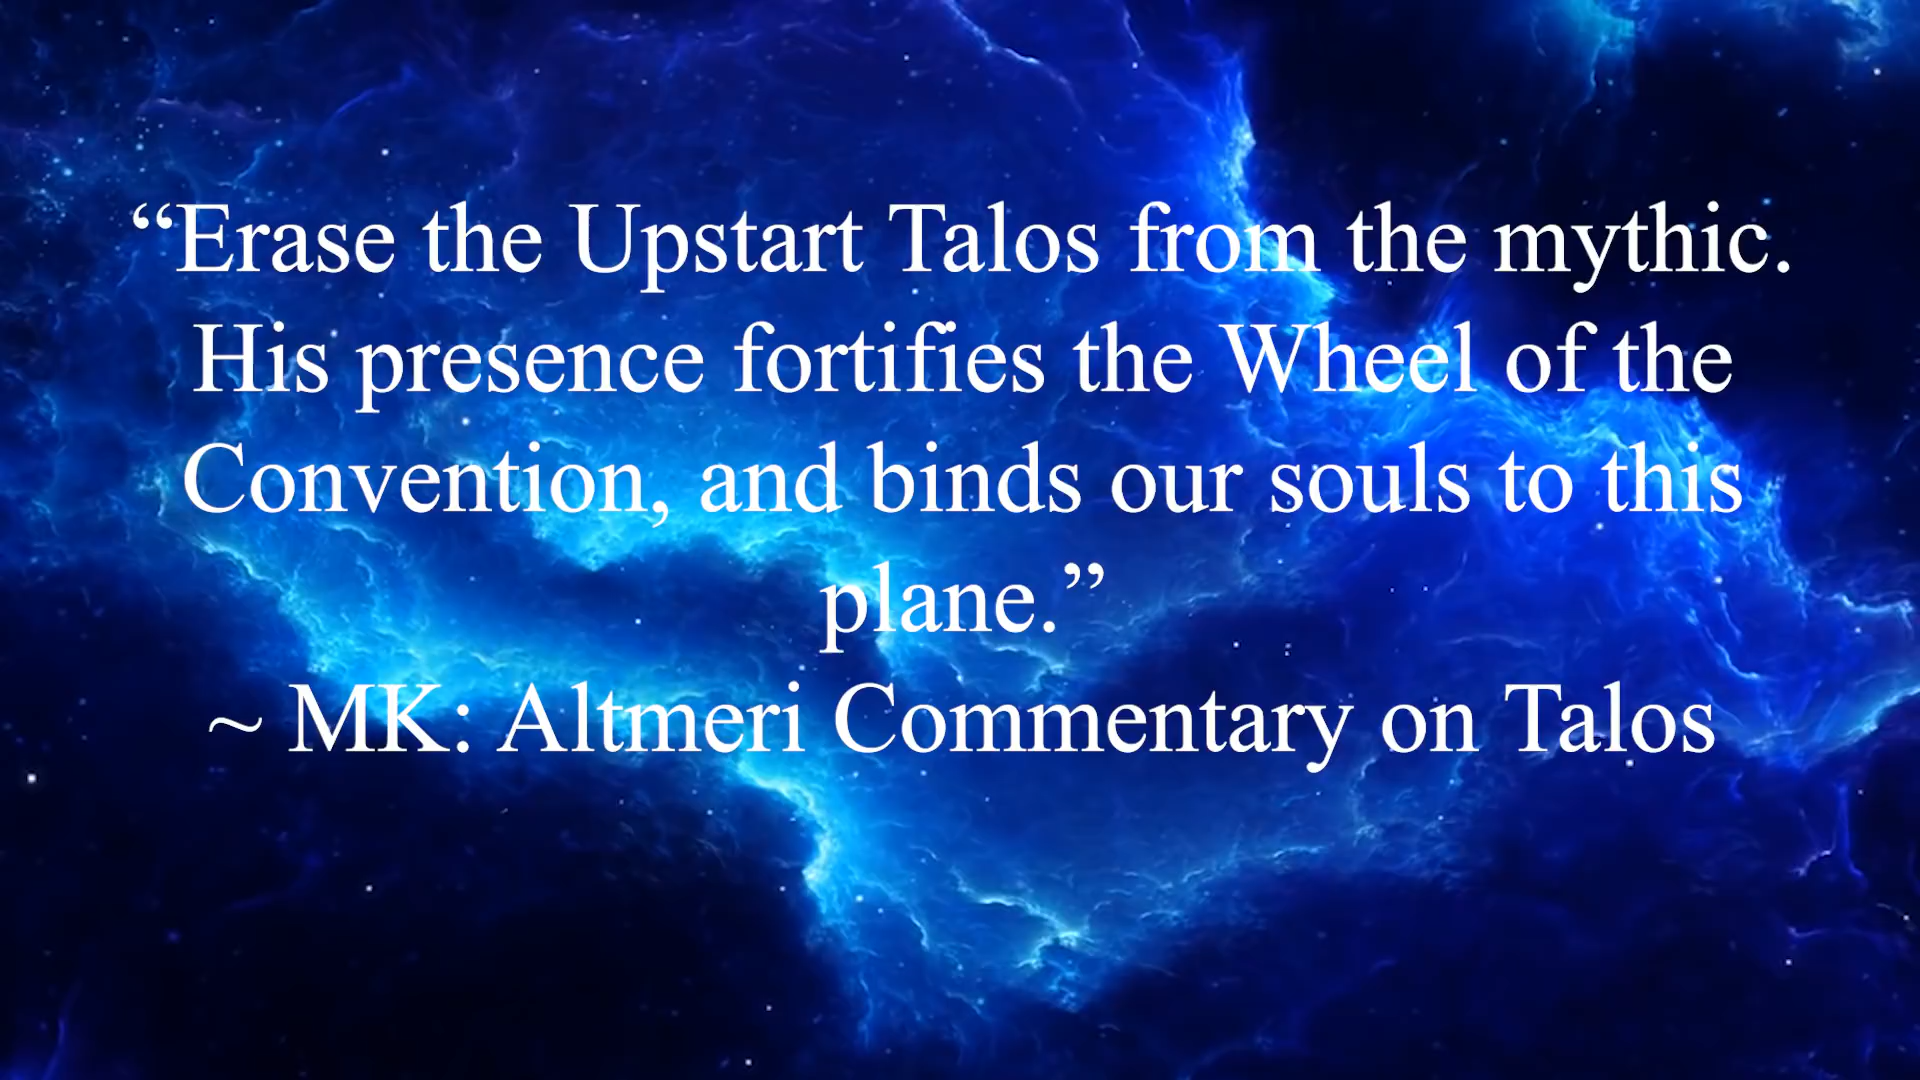 “Erase the Upstart Talos from the mythic.
His presence fortifies the Wheel of the
Convention, and binds our souls to this
plane.”
~ MK: Altmeri Commentary on Talos